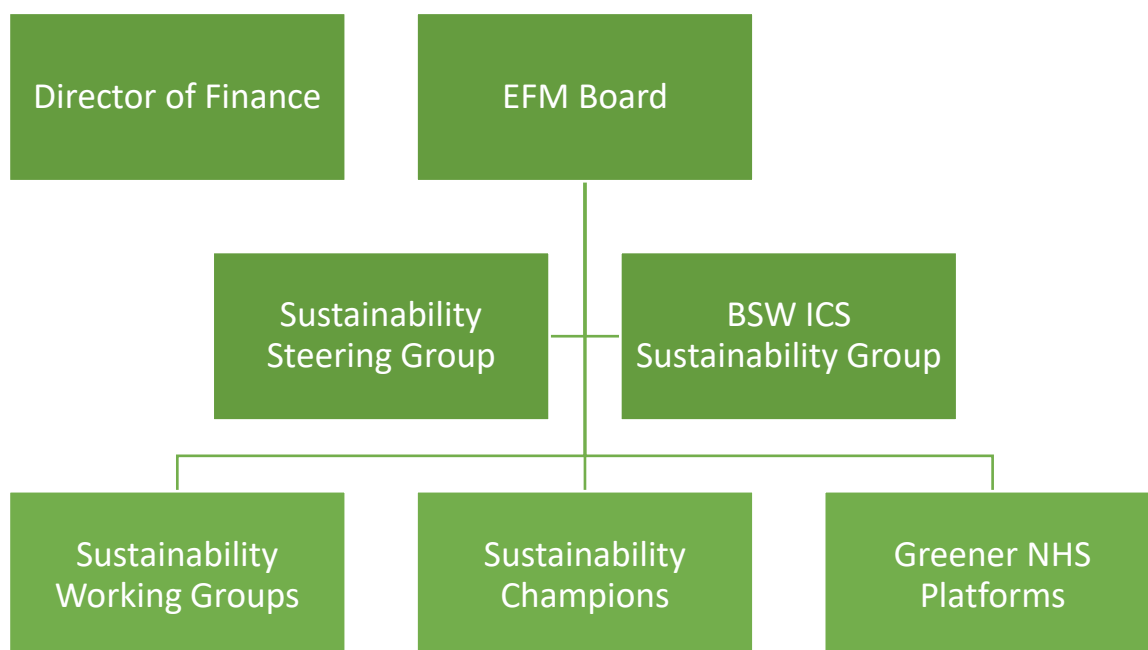 Director of Finance
EFM Board
Sustainability
Steering Group
BSW ICS
Sustainability Group
Sustainability
Working Groups
Sustainability
Champions
Greener NHS
Platforms